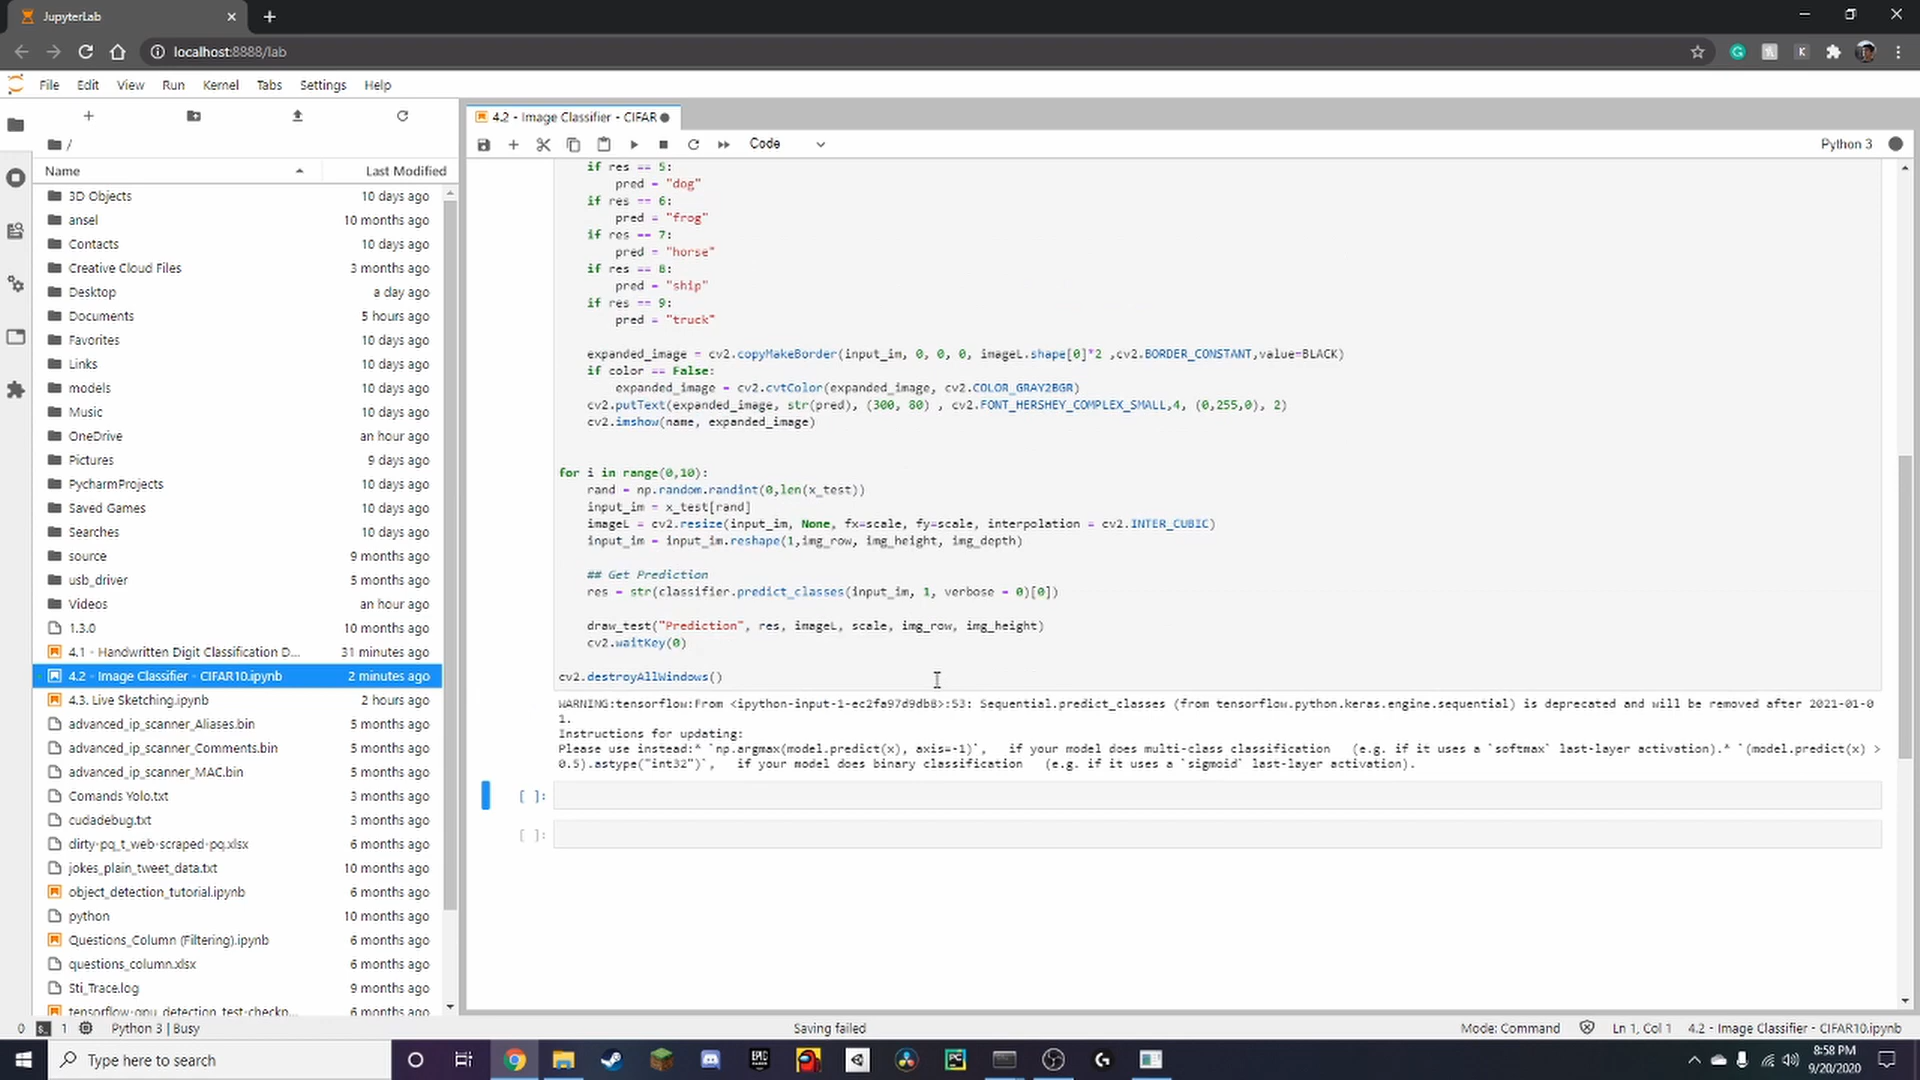 JupyterLab
localhost:8888/lab
File Edit View Run Kernel Tabs Settings Help
4.2 - Image Classifier - CIFAR
/
Code
Python 3
Name Last Modified
3D Objects 10 days ago
ansel 10 months ago
Contacts 10 days ago
Creative Cloud Files 3 months ago
Desktop a day ago
Documents 5 hours ago
Favorites 10 days ago
Links 10 days ago
models 10 days ago
Music 10 days ago
OneDrive an hour ago
Pictures 9 days ago
PycharmProjects 10 days ago
Saved Games 10 days ago
Searches 10 days ago
source 9 months ago
usb_driver 5 months ago
Videos an hour ago
1.3.0 10 months ago
4.1 - Handwritten Digit Classification D... 31 minutes ago
4.2 - Image Classifier - CIFAR10.ipynb 2 minutes ago
4.3. Live Sketching.ipynb 2 hours ago
advanced_ip_scanner_Aliases.bin 5 months ago
advanced_ip_scanner_Comments.bin 5 months ago
advanced_ip_scanner_MAC.bin 5 months ago
Comands Yolo.txt 3 months ago
cudadebug.txt 3 months ago
dirty-pq_t_web-scraped-pq.xlsx 6 months ago
jokes_plain_tweet_data.txt 10 months ago
object_detection_tutorial.ipynb 6 months ago
python 10 months ago
Questions_Column (Filtering).ipynb 6 months ago
questions_column.xlsx 6 months ago
Sti_Trace.log 9 months ago
tensorflow-gpu_detection_test-checkp... 6 months ago
if res == 5:
pred = "dog"
if res == 6:
pred = "frog"
if res == 7:
pred = "horse"
if res == 8:
pred = "ship"
if res == 9:
pred = "truck"
expanded_image = cv2.copyMakeBorder(input_im, 0, 0, 0, imageL.shape[0]*2 ,cv2.BORDER_CONSTANT,value=BLACK)
if color == False:
expanded_image = cv2.cvtColor(expanded_image, cv2.COLOR_GRAY2BGR)
cv2.putText(expanded_image, str(pred), (300, 80) , cv2.FONT_HERSHEY_COMPLEX_SMALL,4, (0,255,0), 2)
cv2.imshow(name, expanded_image)
for i in range(0,10):
rand = np.random.randint(0,len(x_test))
input_im = x_test[rand]
imageL = cv2.resize(input_im, None, fx=scale, fy=scale, interpolation = cv2.INTER_CUBIC)
input_im = input_im.reshape(1,img_row, img_height, img_depth)
## Get Prediction
res = str(classifier.predict_classes(input_im, 1, verbose = 0)[0])
draw_test("Prediction", res, imageL, scale, img_row, img_height)
cv2.waitKey(0)
cv2.destroyAllWindows()
WARNING:tensorflow:From <ipython-input-1-ec2fa97d9db8>:53: Sequential.predict_classes (from tensorflow.python.keras.engine.sequential) is deprecated and will be removed after 2021-01-0
1.
Instructions for updating:
Please use instead:* `np.argmax(model.predict(x), axis=-1)`, if your model does multi-class classification (e.g. if it uses a `softmax` last-layer activation).* `(model.predict(x) >
0.5).astype("int32")`, if your model does binary classification (e.g. if it uses a `sigmoid` last-layer activation).
[ ]:
[ ]:
0 1 Python 3 | Busy Saving failed Mode: Command Ln 1, Col 1 4.2 - Image Classifier - CIFAR10.ipynb
Type here to search
8:58 PM
9/20/2020